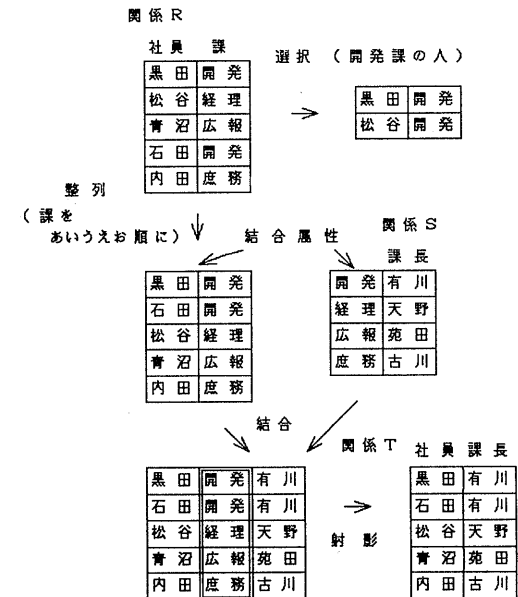 関係R
社員 課
黒田 開発
松谷 経理
青沼 広報
石田 開発
内田 庶務
選択 (開発課の人)
黒田 開発
松谷 開発
整列
(課を
あいうえお順に)
結合属性
関係S
課長
黒田 開発
石田 開発
松谷 経理
青沼 広報
内田 庶務
開発 有川
経理 天野
広報 苑田
庶務 古川
結合
関係T
社員 課長
黒田 開発 有川
石田 開発 有川
松谷 経理 天野
青沼 広報 苑田
内田 庶務 古川
射影
黒田 有川
石田 有川
松谷 天野
青沼 苑田
内田 古川